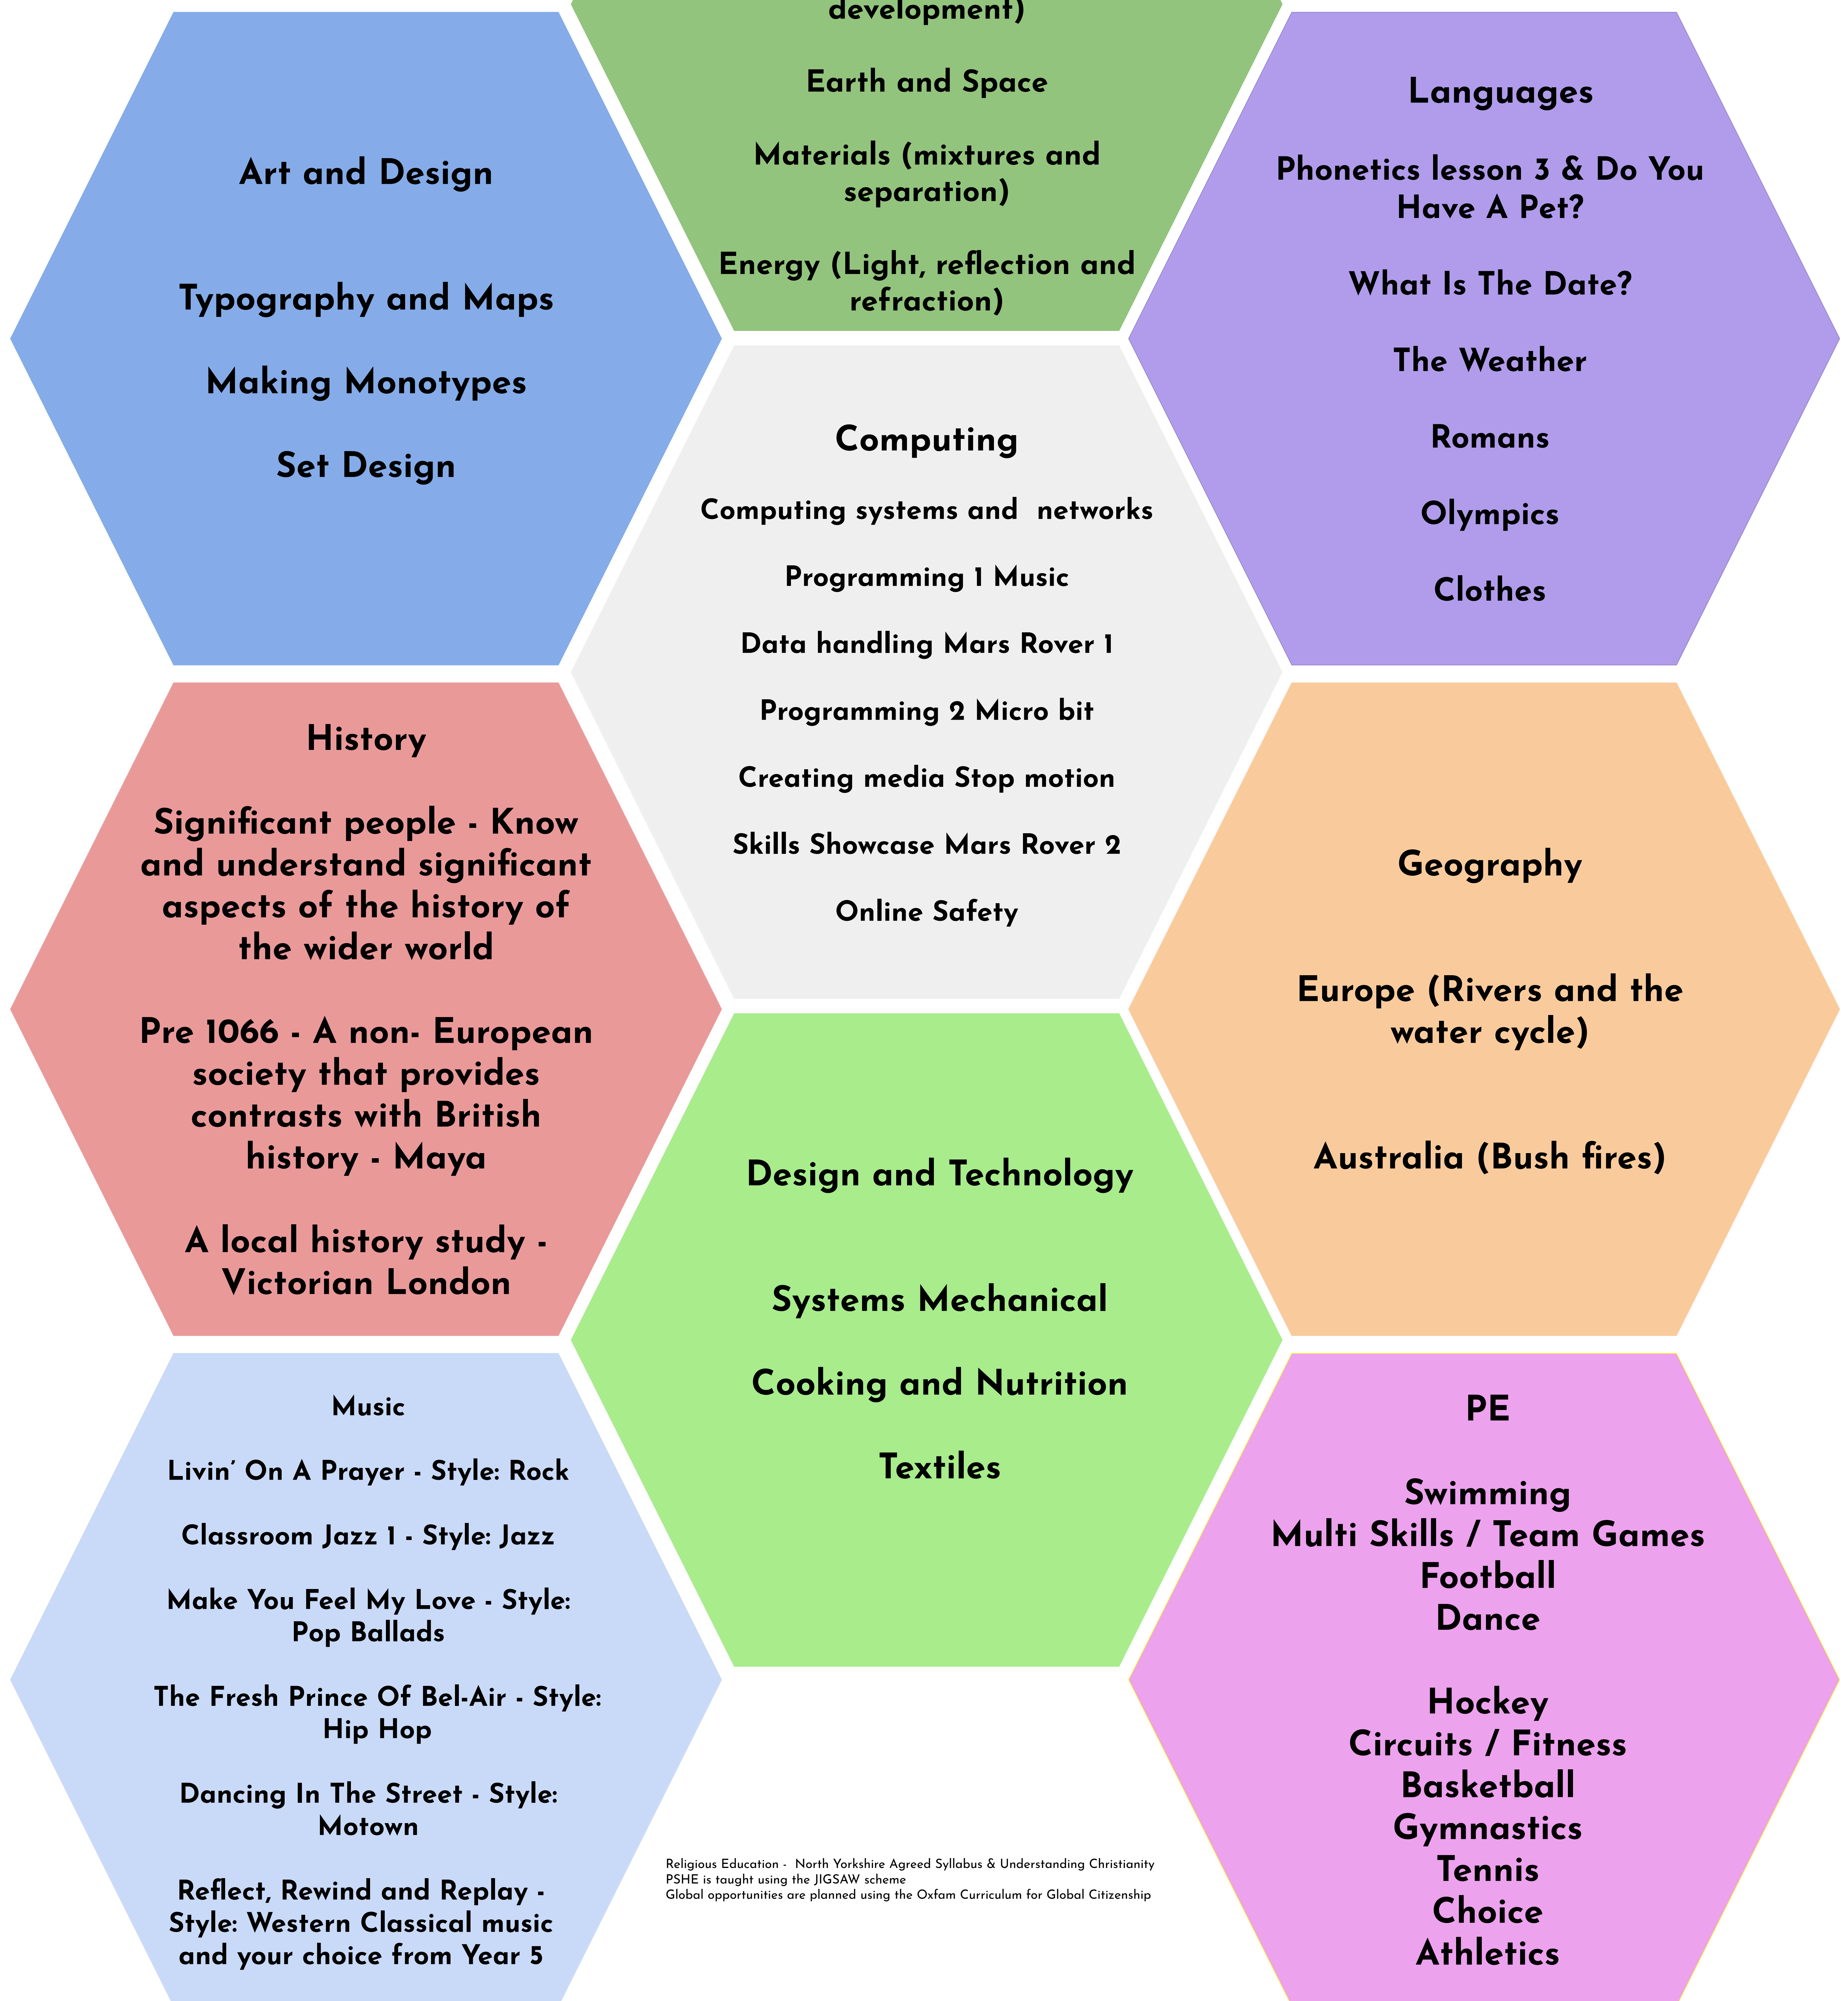 development)
Earth and Space
Materials (mixtures and
separation)
Energy (Light, reflection and
refraction)
Art and Design
Typography and Maps
Making Monotypes
Set Design
Languages
Phonetics lesson 3 & Do You
Have A Pet?
What Is The Date?
The Weather
Romans
Olympics
Clothes
Computing
Computing systems and  networks
Programming 1 Music
Data handling Mars Rover 1
Programming 2 Micro bit
Creating media Stop motion
Skills Showcase Mars Rover 2
Online Safety
History
Significant people - Know
and understand significant
aspects of the history of
the wider world
Pre 1066 - A non- European
society that provides
contrasts with British
history - Maya
A local history study -
Victorian London
Geography
Europe (Rivers and the
water cycle)
Australia (Bush fires)
Design and Technology
Systems Mechanical
Cooking and Nutrition
Textiles
Music
Livin’ On A Prayer - Style: Rock
Classroom Jazz 1 - Style: Jazz
Make You Feel My Love - Style:
Pop Ballads
The Fresh Prince Of Bel-Air - Style:
Hip Hop
Dancing In The Street - Style:
Motown
Reflect, Rewind and Replay -
Style: Western Classical music
and your choice from Year 5
PE
Swimming
Multi Skills / Team Games
Football
Dance
Hockey
Circuits / Fitness
Basketball
Gymnastics
Tennis
Choice
Athletics
Religious Education -  North Yorkshire Agreed Syllabus & Understanding Christianity
PSHE is taught using the JIGSAW scheme
Global opportunities are planned using the Oxfam Curriculum for Global Citizenship